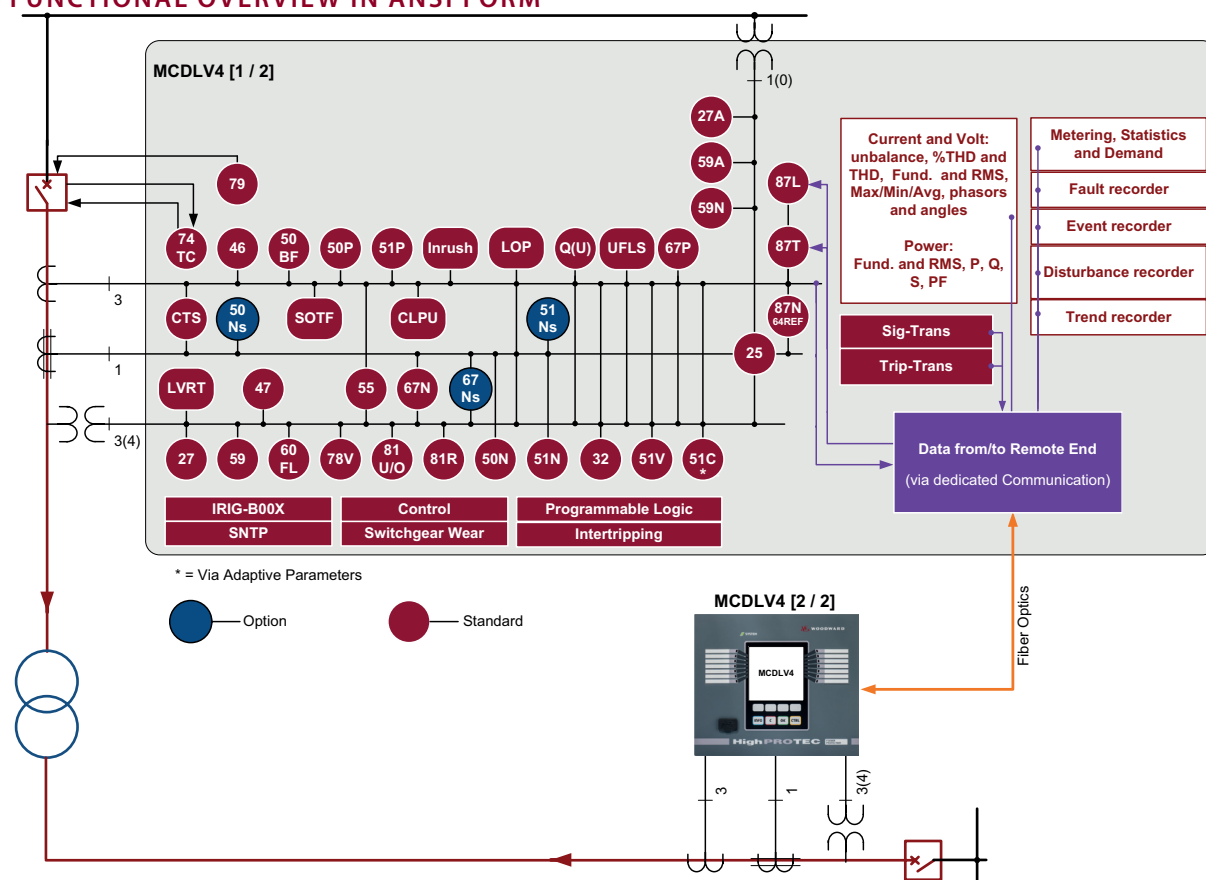 FUNCTIONAL OVERVIEW IN ANSI FORM
MCDLV4 [1 / 2]
1(0)
27A
59A
59N
79
87L
87T
74
TC
46
50
BF
50P
51P
Inrush
LOP
Q(U)
UFLS
67P
3
CTS
50
Ns
SOTF
CLPU
51
Ns
87N
64REF
1
25
LVRT
47
55
67N
67
Ns
3(4)
27
59
60
FL
78V
81
U/O
81R
50N
51N
32
51V
51C
*
Current and Volt:
unbalance, %THD and
THD, Fund. and RMS,
Max/Min/Avg, phasors
and angles
Power:
Fund. and RMS, P, Q,
S, PF
Metering, Statistics
and Demand
Fault recorder
Event recorder
Disturbance recorder
Trend recorder
Sig-Trans
Trip-Trans
Data from/to Remote End
(via dedicated Communication)
IRIG-B00X
SNTP
Control
Switchgear Wear
Programmable Logic
Intertripping
* = Via Adaptive Parameters
Option
Standard
MCDLV4 [2 / 2]
Fiber Optics
WOODWARD
MCDLV4
HighPROTEC
3
1
3(4)